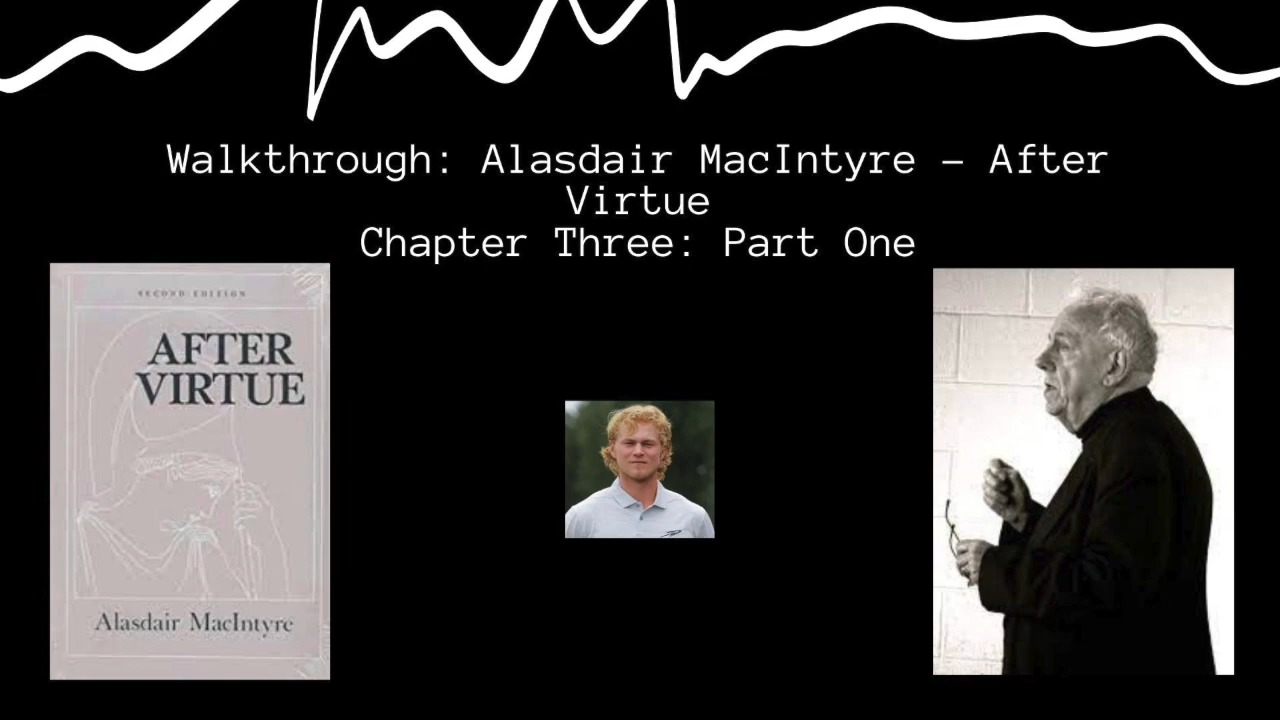 Walkthrough: Alasdair MacIntyre – After
Virtue
Chapter Three: Part One
SECOND EDITION
AFTER
VIRTUE
Alasdair MacIntyre